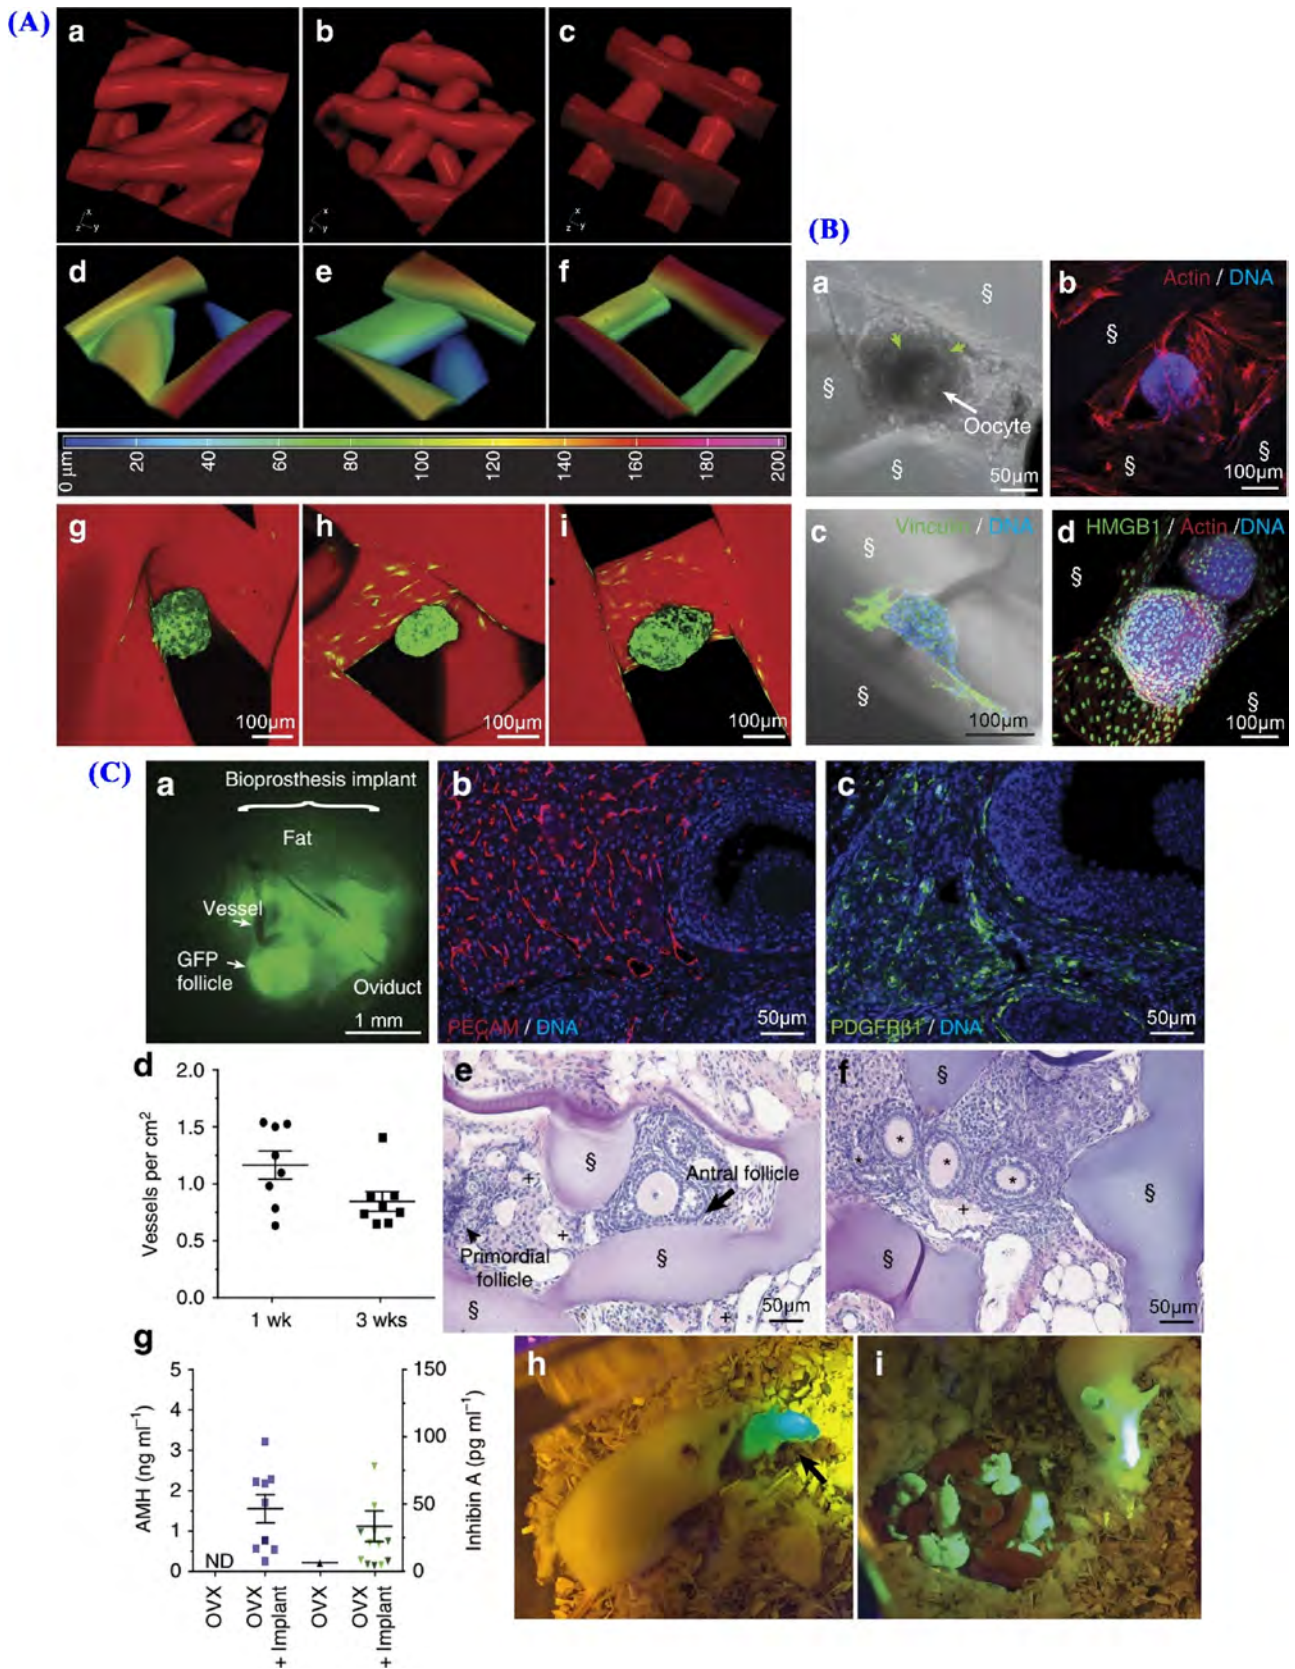 (A)
a
b
c
x
z
y
x
z
y
x
z
y
d
e
f
0 μm
20
40
60
80
100
120
140
160
180
200
g
h
i
100μm
100μm
100μm
(B)
a
§
§
§
Oocyte
50μm
b
Actin / DNA
§
§
§
100μm
c
/ DNA
§
§
100μm
d
HMGB1 / Actin /DNA
§
§
100μm
(C)
a
Bioprosthesis implant
Fat
Vessel
GFP
follicle
Oviduct
1 mm
b
PECAM / DNA
50μm
c
PDGFRβ1 / DNA
50μm
d
Vessels per cm²
2.0
1.5
1.0
0.5
0.0
1 wk
3 wks
e
§
*
+
Antral follicle
+
Primordial
follicle
§
§
+
50μm
f
§
*
*
*
*
+
§
§
50μm
g
AMH (ng ml⁻¹)
5
4
3
2
1
0
ND
150
100
50
0
Inhibin A (pg ml⁻¹)
OVX
OVX
+ Implant
OVX
OVX
+ Implant
h
i